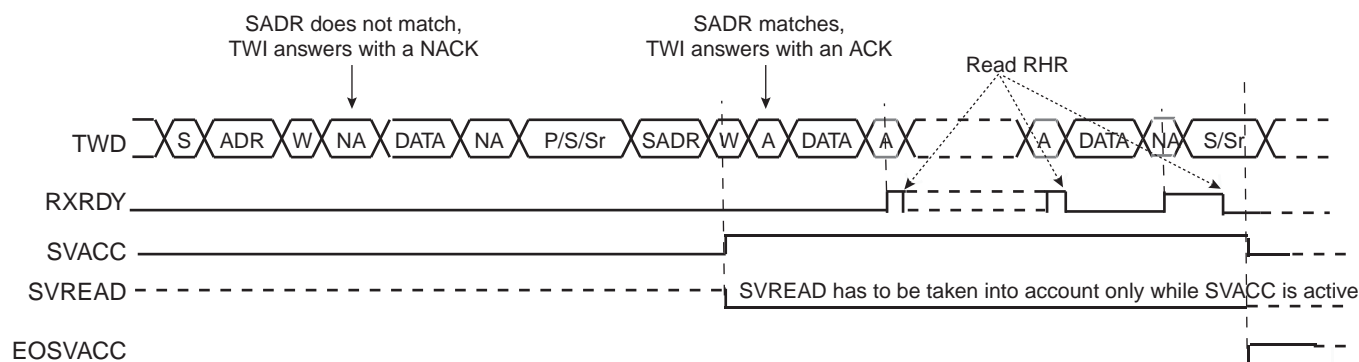 SADR does not match,
TWI answers with a NACK
SADR matches,
TWI answers with an ACK
Read RHR
TWD S ADR W NA DATA NA P/S/Sr SADR W A DATA A A DATA NA S/Sr
RXRDY
SVACC
SVREAD SVREAD has to be taken into account only while SVACC is active
EOSVACC